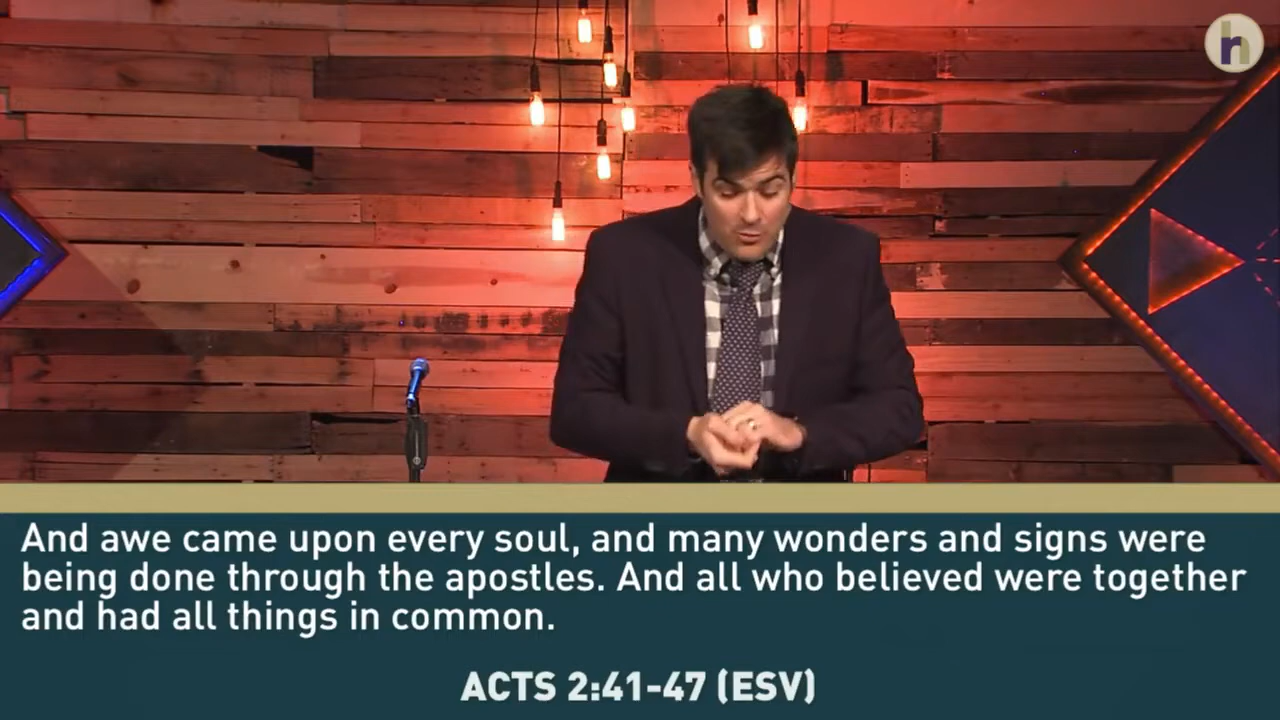 h
And awe came upon every soul, and many wonders and signs were
being done through the apostles. And all who believed were together
and had all things in common.
ACTS 2:41-47 (ESV)